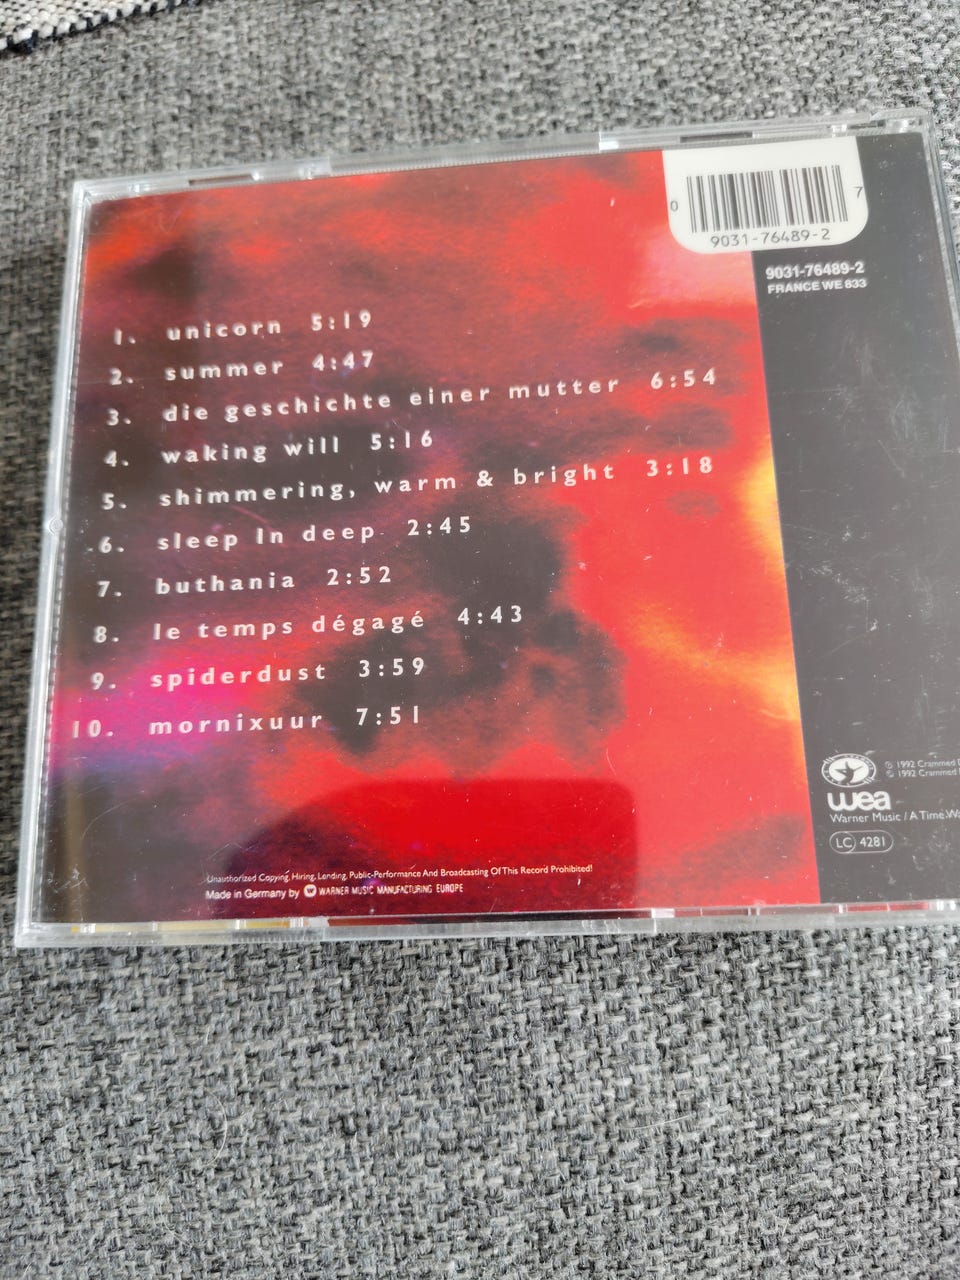 0 7
9031-76489-2
9031-76489-2
FRANCE WE 833
1. unicorn 5:19
2. summer 4:47
3. die geschichte einer mutter 6:54
4. waking will 5:16
5. shimmering, warm & bright 3:18
6. sleep in deep 2:45
7. buthania 2:52
8. le temps dégagé 4:43
9. spiderdust 3:59
10. mornixuur 7:51
℗ 1992 Crammed
© 1992 Crammed
wea
Warner Music / A Time Wa
LC 4281
Unauthorized Copying, Hiring, Lending, Public-Performance And Broadcasting Of This Record Prohibited!
Made in Germany by WARNER MUSIC MANUFACTURING EUROPE